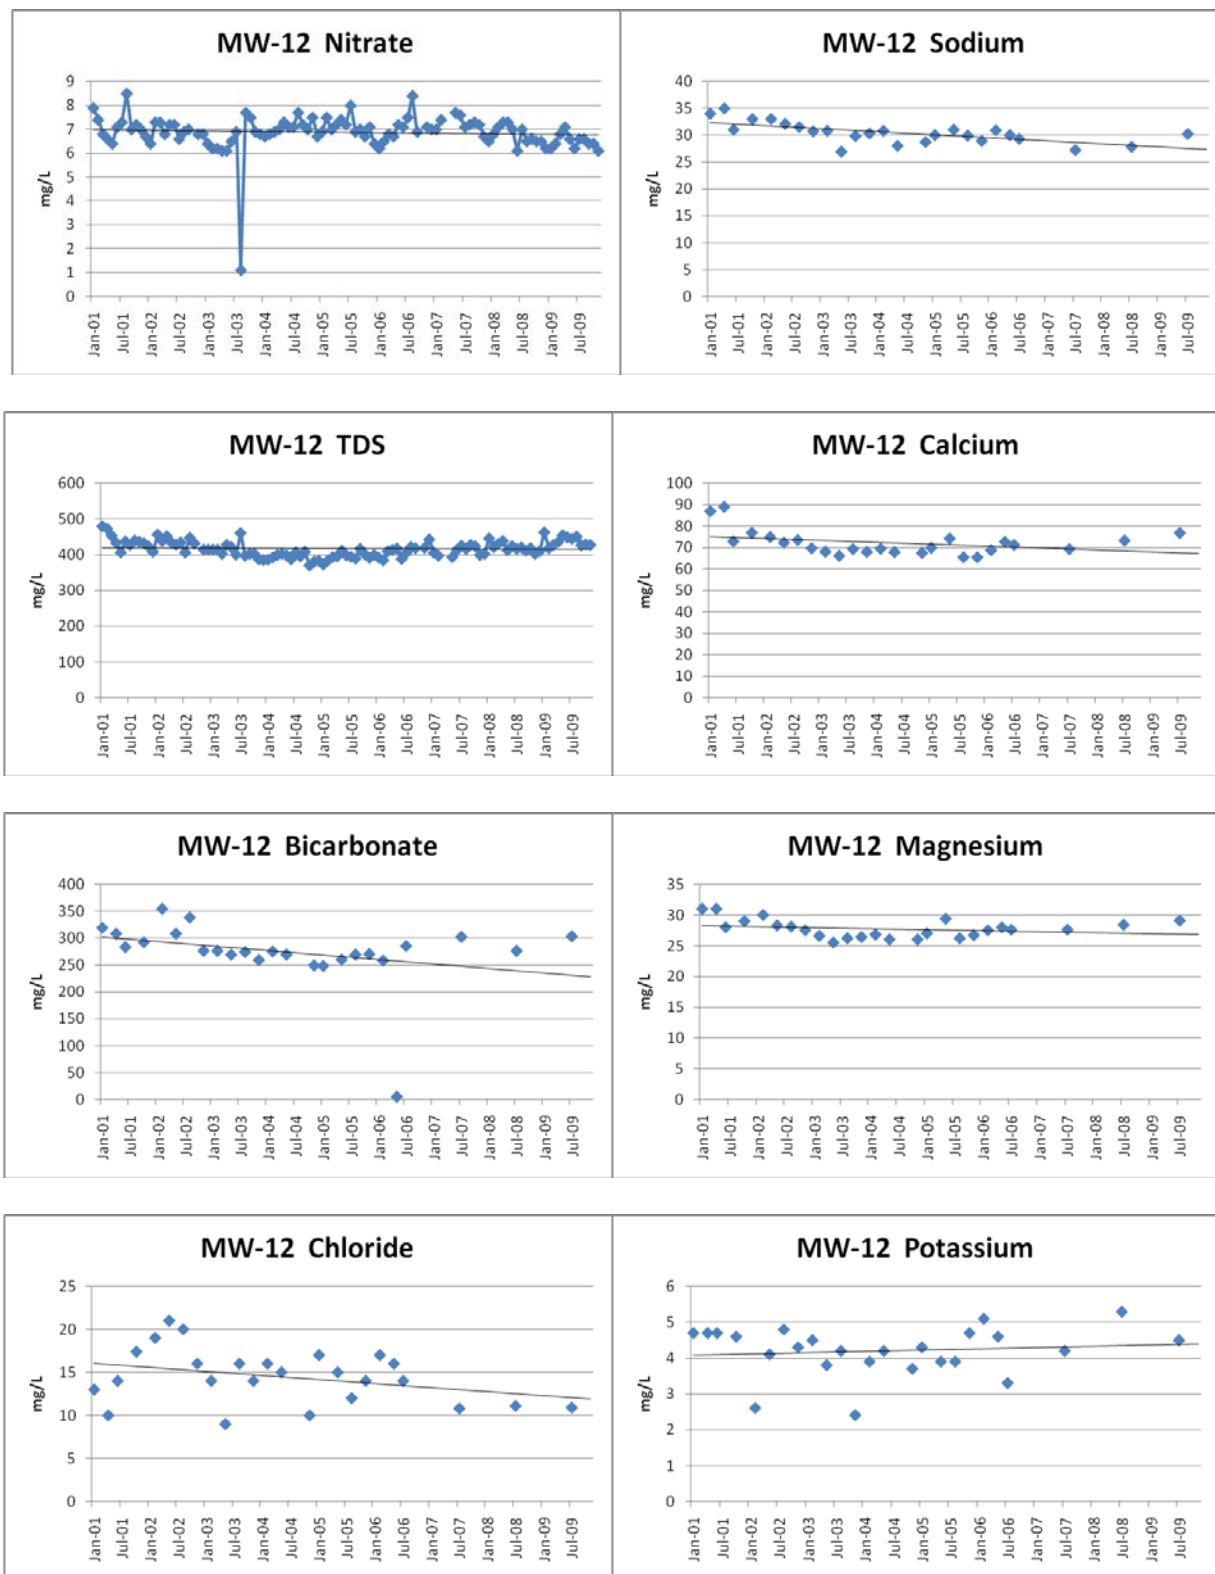 MW-12 Nitrate
9
8
7
6
5
4
3
2
1
0
mg/L
Jan-01
Jul-01
Jan-02
Jul-02
Jan-03
Jul-03
Jan-04
Jul-04
Jan-05
Jul-05
Jan-06
Jul-06
Jan-07
Jul-07
Jan-08
Jul-08
Jan-09
Jul-09
MW-12 Sodium
40
35
30
25
20
15
10
5
0
mg/L
Jan-01
Jul-01
Jan-02
Jul-02
Jan-03
Jul-03
Jan-04
Jul-04
Jan-05
Jul-05
Jan-06
Jul-06
Jan-07
Jul-07
Jan-08
Jul-08
Jan-09
Jul-09
MW-12 TDS
600
500
400
300
200
100
0
mg/L
Jan-01
Jul-01
Jan-02
Jul-02
Jan-03
Jul-03
Jan-04
Jul-04
Jan-05
Jul-05
Jan-06
Jul-06
Jan-07
Jul-07
Jan-08
Jul-08
Jan-09
Jul-09
MW-12 Calcium
100
90
80
70
60
50
40
30
20
10
0
mg/L
Jan-01
Jul-01
Jan-02
Jul-02
Jan-03
Jul-03
Jan-04
Jul-04
Jan-05
Jul-05
Jan-06
Jul-06
Jan-07
Jul-07
Jan-08
Jul-08
Jan-09
Jul-09
MW-12 Bicarbonate
400
350
300
250
200
150
100
50
0
mg/L
Jan-01
Jul-01
Jan-02
Jul-02
Jan-03
Jul-03
Jan-04
Jul-04
Jan-05
Jul-05
Jan-06
Jul-06
Jan-07
Jul-07
Jan-08
Jul-08
Jan-09
Jul-09
MW-12 Magnesium
35
30
25
20
15
10
5
0
mg/L
Jan-01
Jul-01
Jan-02
Jul-02
Jan-03
Jul-03
Jan-04
Jul-04
Jan-05
Jul-05
Jan-06
Jul-06
Jan-07
Jul-07
Jan-08
Jul-08
Jan-09
Jul-09
MW-12 Chloride
25
20
15
10
5
0
mg/L
Jan-01
Jul-01
Jan-02
Jul-02
Jan-03
Jul-03
Jan-04
Jul-04
Jan-05
Jul-05
Jan-06
Jul-06
Jan-07
Jul-07
Jan-08
Jul-08
Jan-09
Jul-09
MW-12 Potassium
6
5
4
3
2
1
0
mg/L
Jan-01
Jul-01
Jan-02
Jul-02
Jan-03
Jul-03
Jan-04
Jul-04
Jan-05
Jul-05
Jan-06
Jul-06
Jan-07
Jul-07
Jan-08
Jul-08
Jan-09
Jul-09